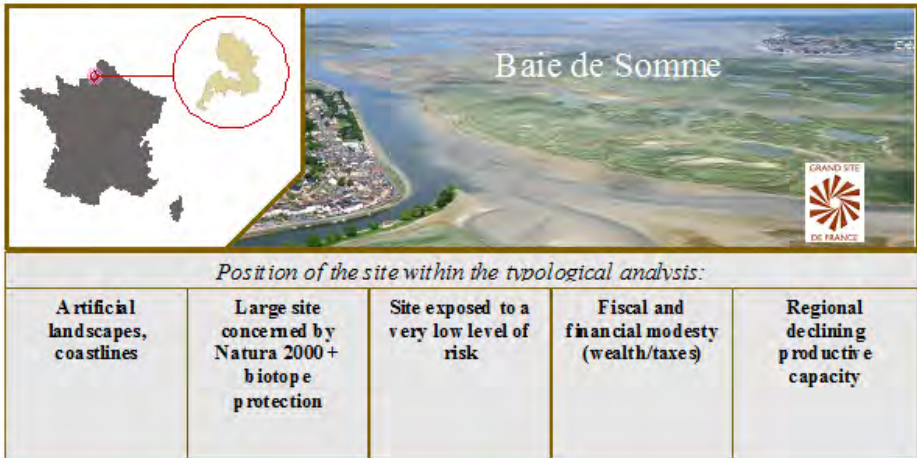 Baie de Somme
GRAND SITE
DE FRANCE
Position of the site within the typological analysis:
Artificial
landscapes,
coastlines
Large site
concerned by
Natura 2000 +
biotope
protection
Site exposed to a
very low level of
risk
Fiscal and
financial modesty
(wealth/taxes)
Regional
declining
productive
capacity